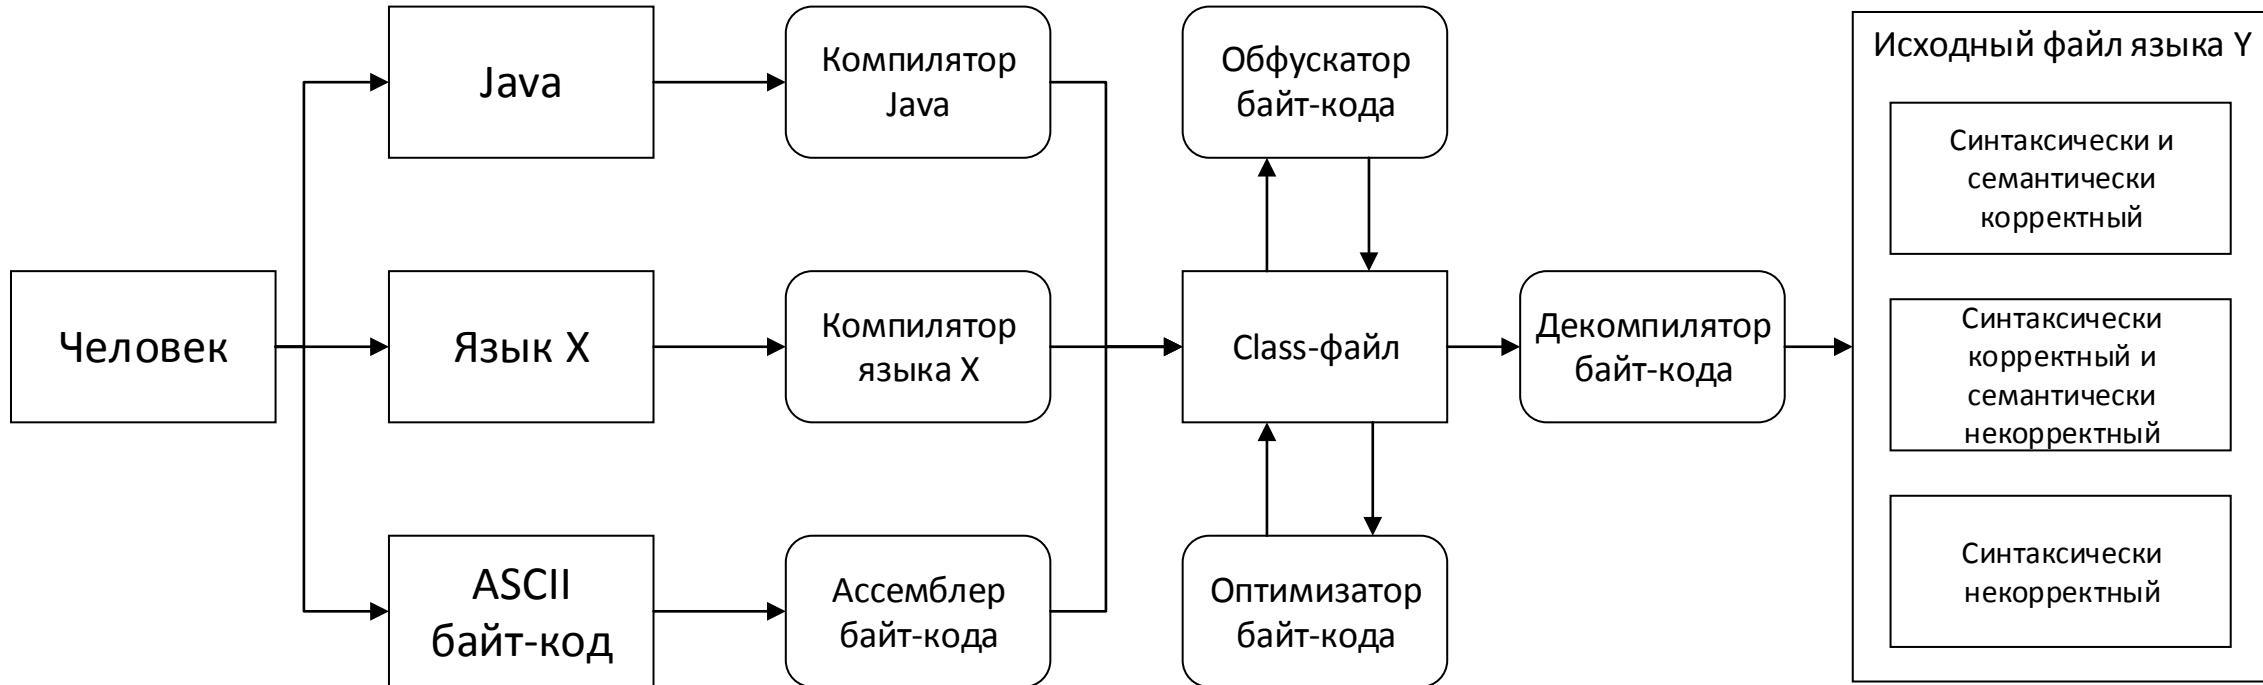 Java
Компилятор
Java
Обфускатор
байт-кода
Исходный файл языка Y
Синтаксически и
семантически
корректный
Человек
Язык X
Компилятор
языка X
Class-файл
Декомпилятор
байт-кода
Синтаксически
корректный и
семантически
некорректный
ASCII
байт-код
Ассемблер
байт-кода
Оптимизатор
байт-кода
Синтаксически
некорректный